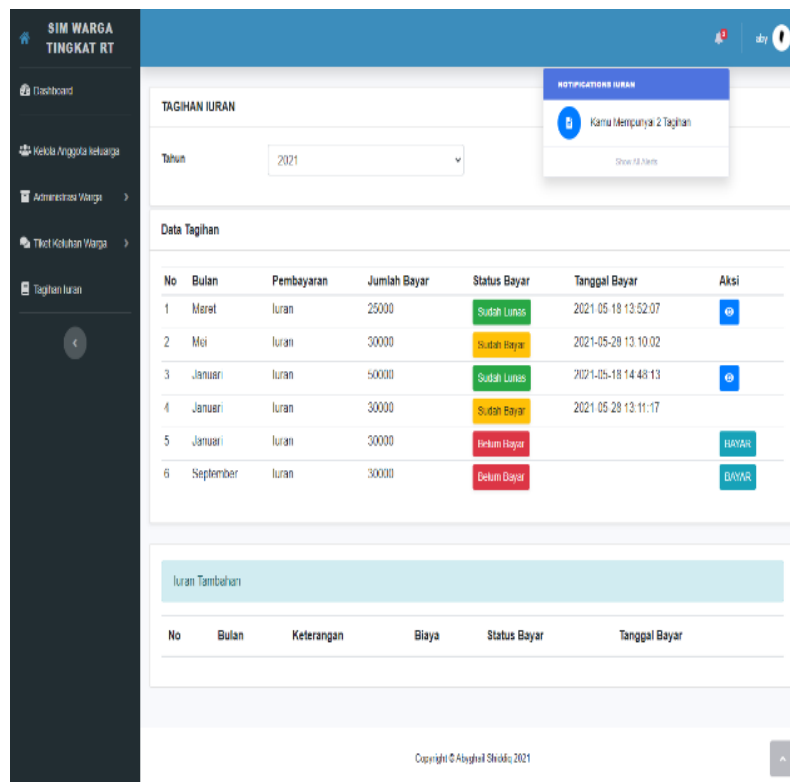 SIM WARGA
TINGKAT RT
aby
Dashboard
Kelola Anggota keluarga
Administrasi Warga
Tiket Keluhan Warga
Tagihan Iuran
NOTIFICATIONS IURAN
Kamu Mempunyai 2 Tagihan
Show All Alerts
TAGIHAN IURAN
Tahun 2021
Data Tagihan
No Bulan Pembayaran Jumlah Bayar Status Bayar Tanggal Bayar Aksi
1 Maret Iuran 25000 Sudah Lunas 2021-05-18 13:52:07
2 Mei Iuran 30000 Sudah Bayar 2021-05-28 13:10:02
3 Januari Iuran 50000 Sudah Lunas 2021-05-18 14:48:13
4 Januari Iuran 30000 Sudah Bayar 2021-05-28 13:11:17
5 Januari Iuran 30000 Belum Bayar BAYAR
6 September Iuran 30000 Belum Bayar BAYAR
Iuran Tambahan
No Bulan Keterangan Biaya Status Bayar Tanggal Bayar
Copyright © Abyghail Shiddiq 2021